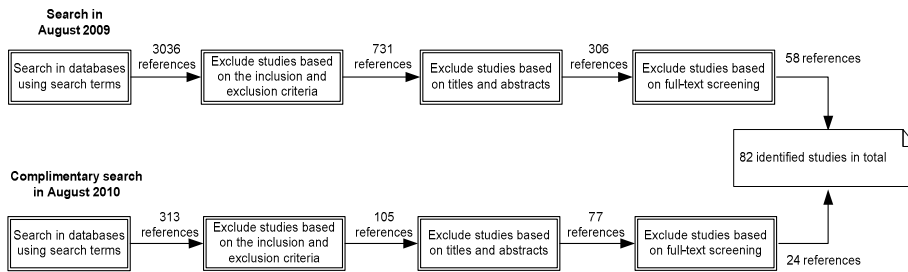 Search in
August 2009
3036
references
731
references
306
references
58 references
Search in databases
using search terms
Exclude studies based
on the inclusion and
exclusion criteria
Exclude studies based
on titles and abstracts
Exclude studies based
on full-text screening
82 identified studies in total
Complimentary search
in August 2010
313
references
105
references
77
references
Search in databases
using search terms
Exclude studies based
on the inclusion and
exclusion criteria
Exclude studies based
on titles and abstracts
Exclude studies based
on full-text screening
24 references